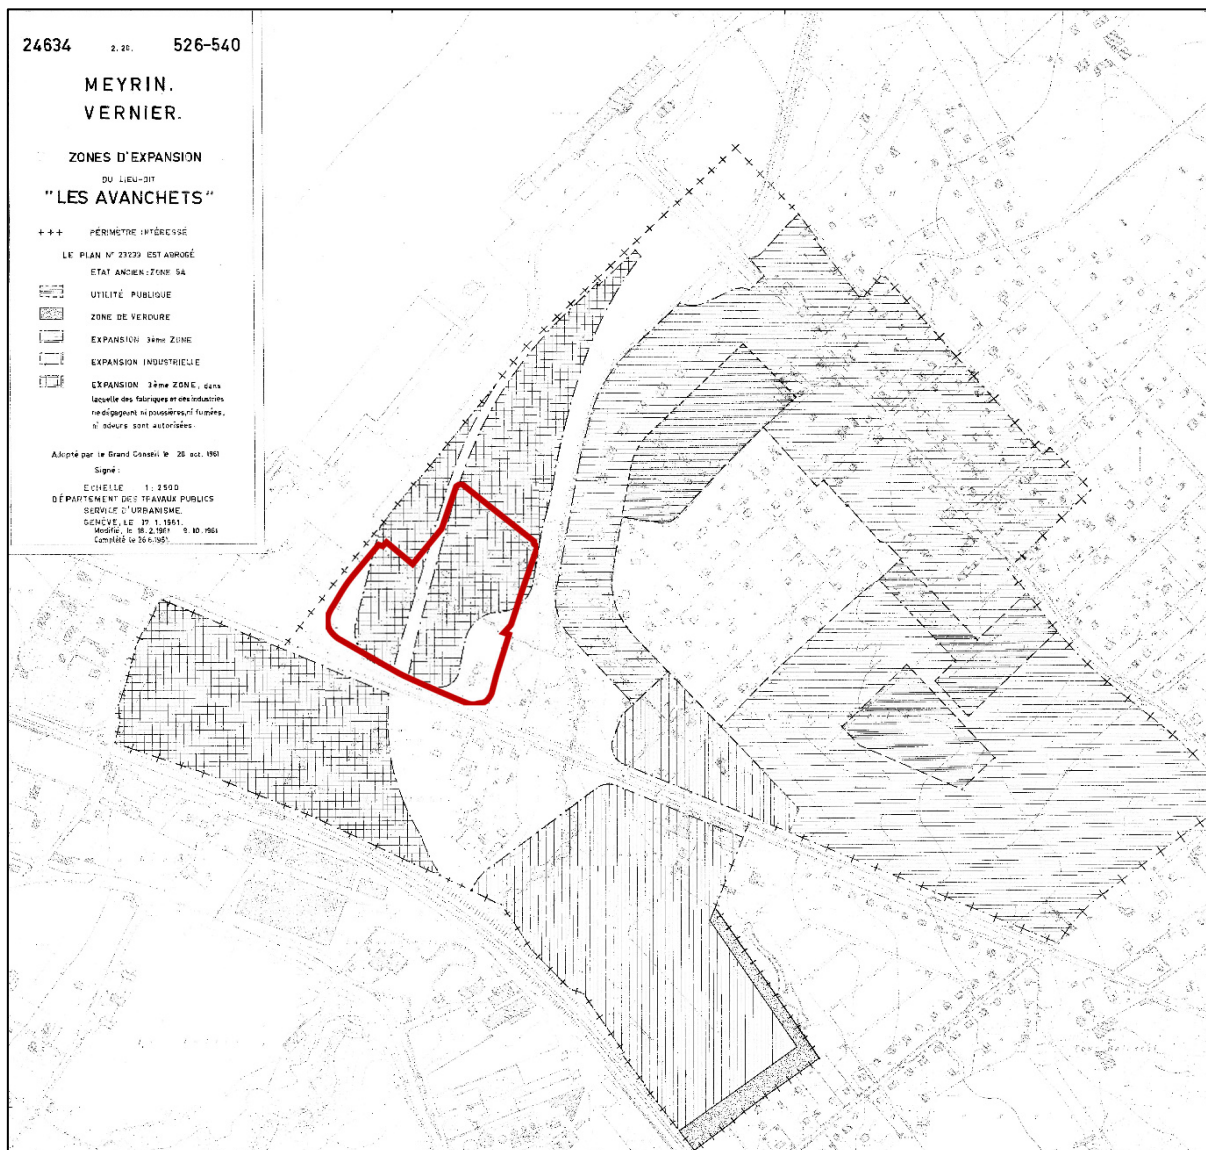 24634 2.20. 526-540
MEYRIN.
VERNIER.
ZONES D'EXPANSION
DU LIEU-DIT
"LES AVANCHETS"
+++ PÉRIMÈTRE INTÉRESSÉ
LE PLAN N° 23239 EST ABROGÉ
ETAT ANCIEN: ZONE 5A
UTILITÉ PUBLIQUE
ZONE DE VERDURE
EXPANSION 3ème ZONE
EXPANSION INDUSTRIELLE
EXPANSION 3ème ZONE, dans
laquelle des fabriques et des industries
ne dégageant ni poussières, ni fumées,
ni odeurs sont autorisées.
Adopté par le Grand Conseil le 28 oct. 1961
Signé:
ECHELLE 1:2500
DÉPARTEMENT DES TRAVAUX PUBLICS
SERVICE D'URBANISME.
GENÈVE, LE 17.1.1961.
Modifié, le 18.2.1961 9.10.1961
Complété le 26.6.1961